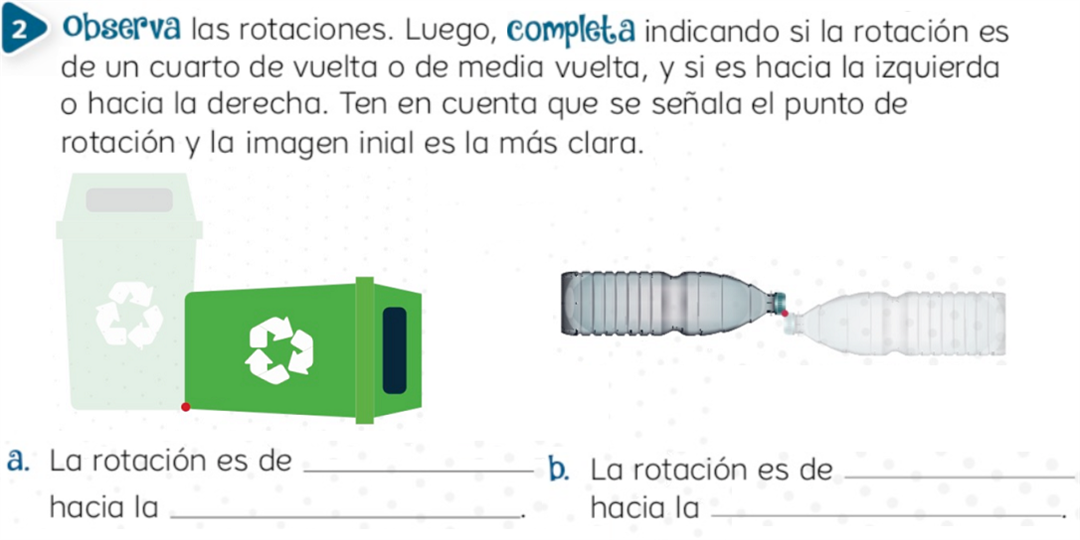 2 Observa las rotaciones. Luego, completa indicando si la rotación es
de un cuarto de vuelta o de media vuelta, y si es hacia la izquierda
o hacia la derecha. Ten en cuenta que se señala el punto de
rotación y la imagen inial es la más clara.
a. La rotación es de ____________
hacia la ____________.
b. La rotación es de ____________
hacia la ____________.